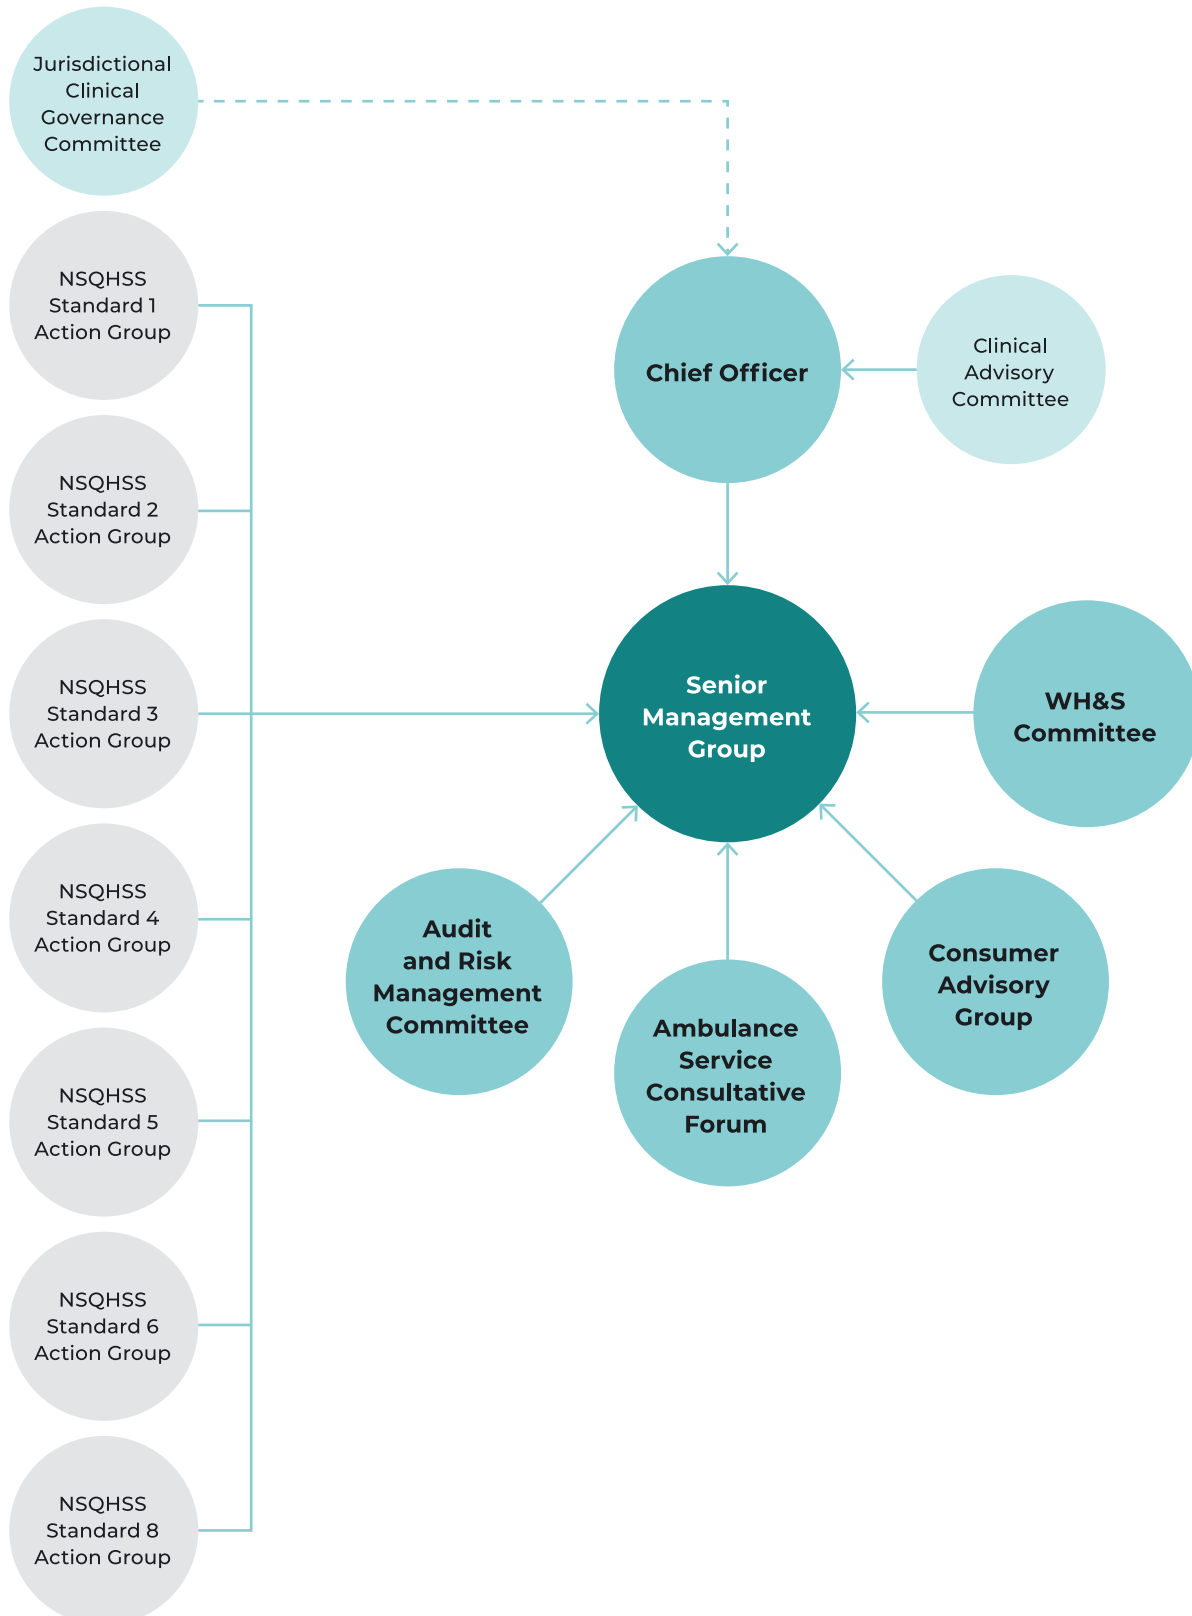 Jurisdictional
Clinical
Governance
Committee
NSQHSS
Standard 1
Action Group
NSQHSS
Standard 2
Action Group
NSQHSS
Standard 3
Action Group
NSQHSS
Standard 4
Action Group
NSQHSS
Standard 5
Action Group
NSQHSS
Standard 6
Action Group
NSQHSS
Standard 8
Action Group
Chief Officer
Clinical
Advisory
Committee
Senior
Management
Group
WH&S
Committee
Audit
and Risk
Management
Committee
Ambulance
Service
Consultative
Forum
Consumer
Advisory
Group